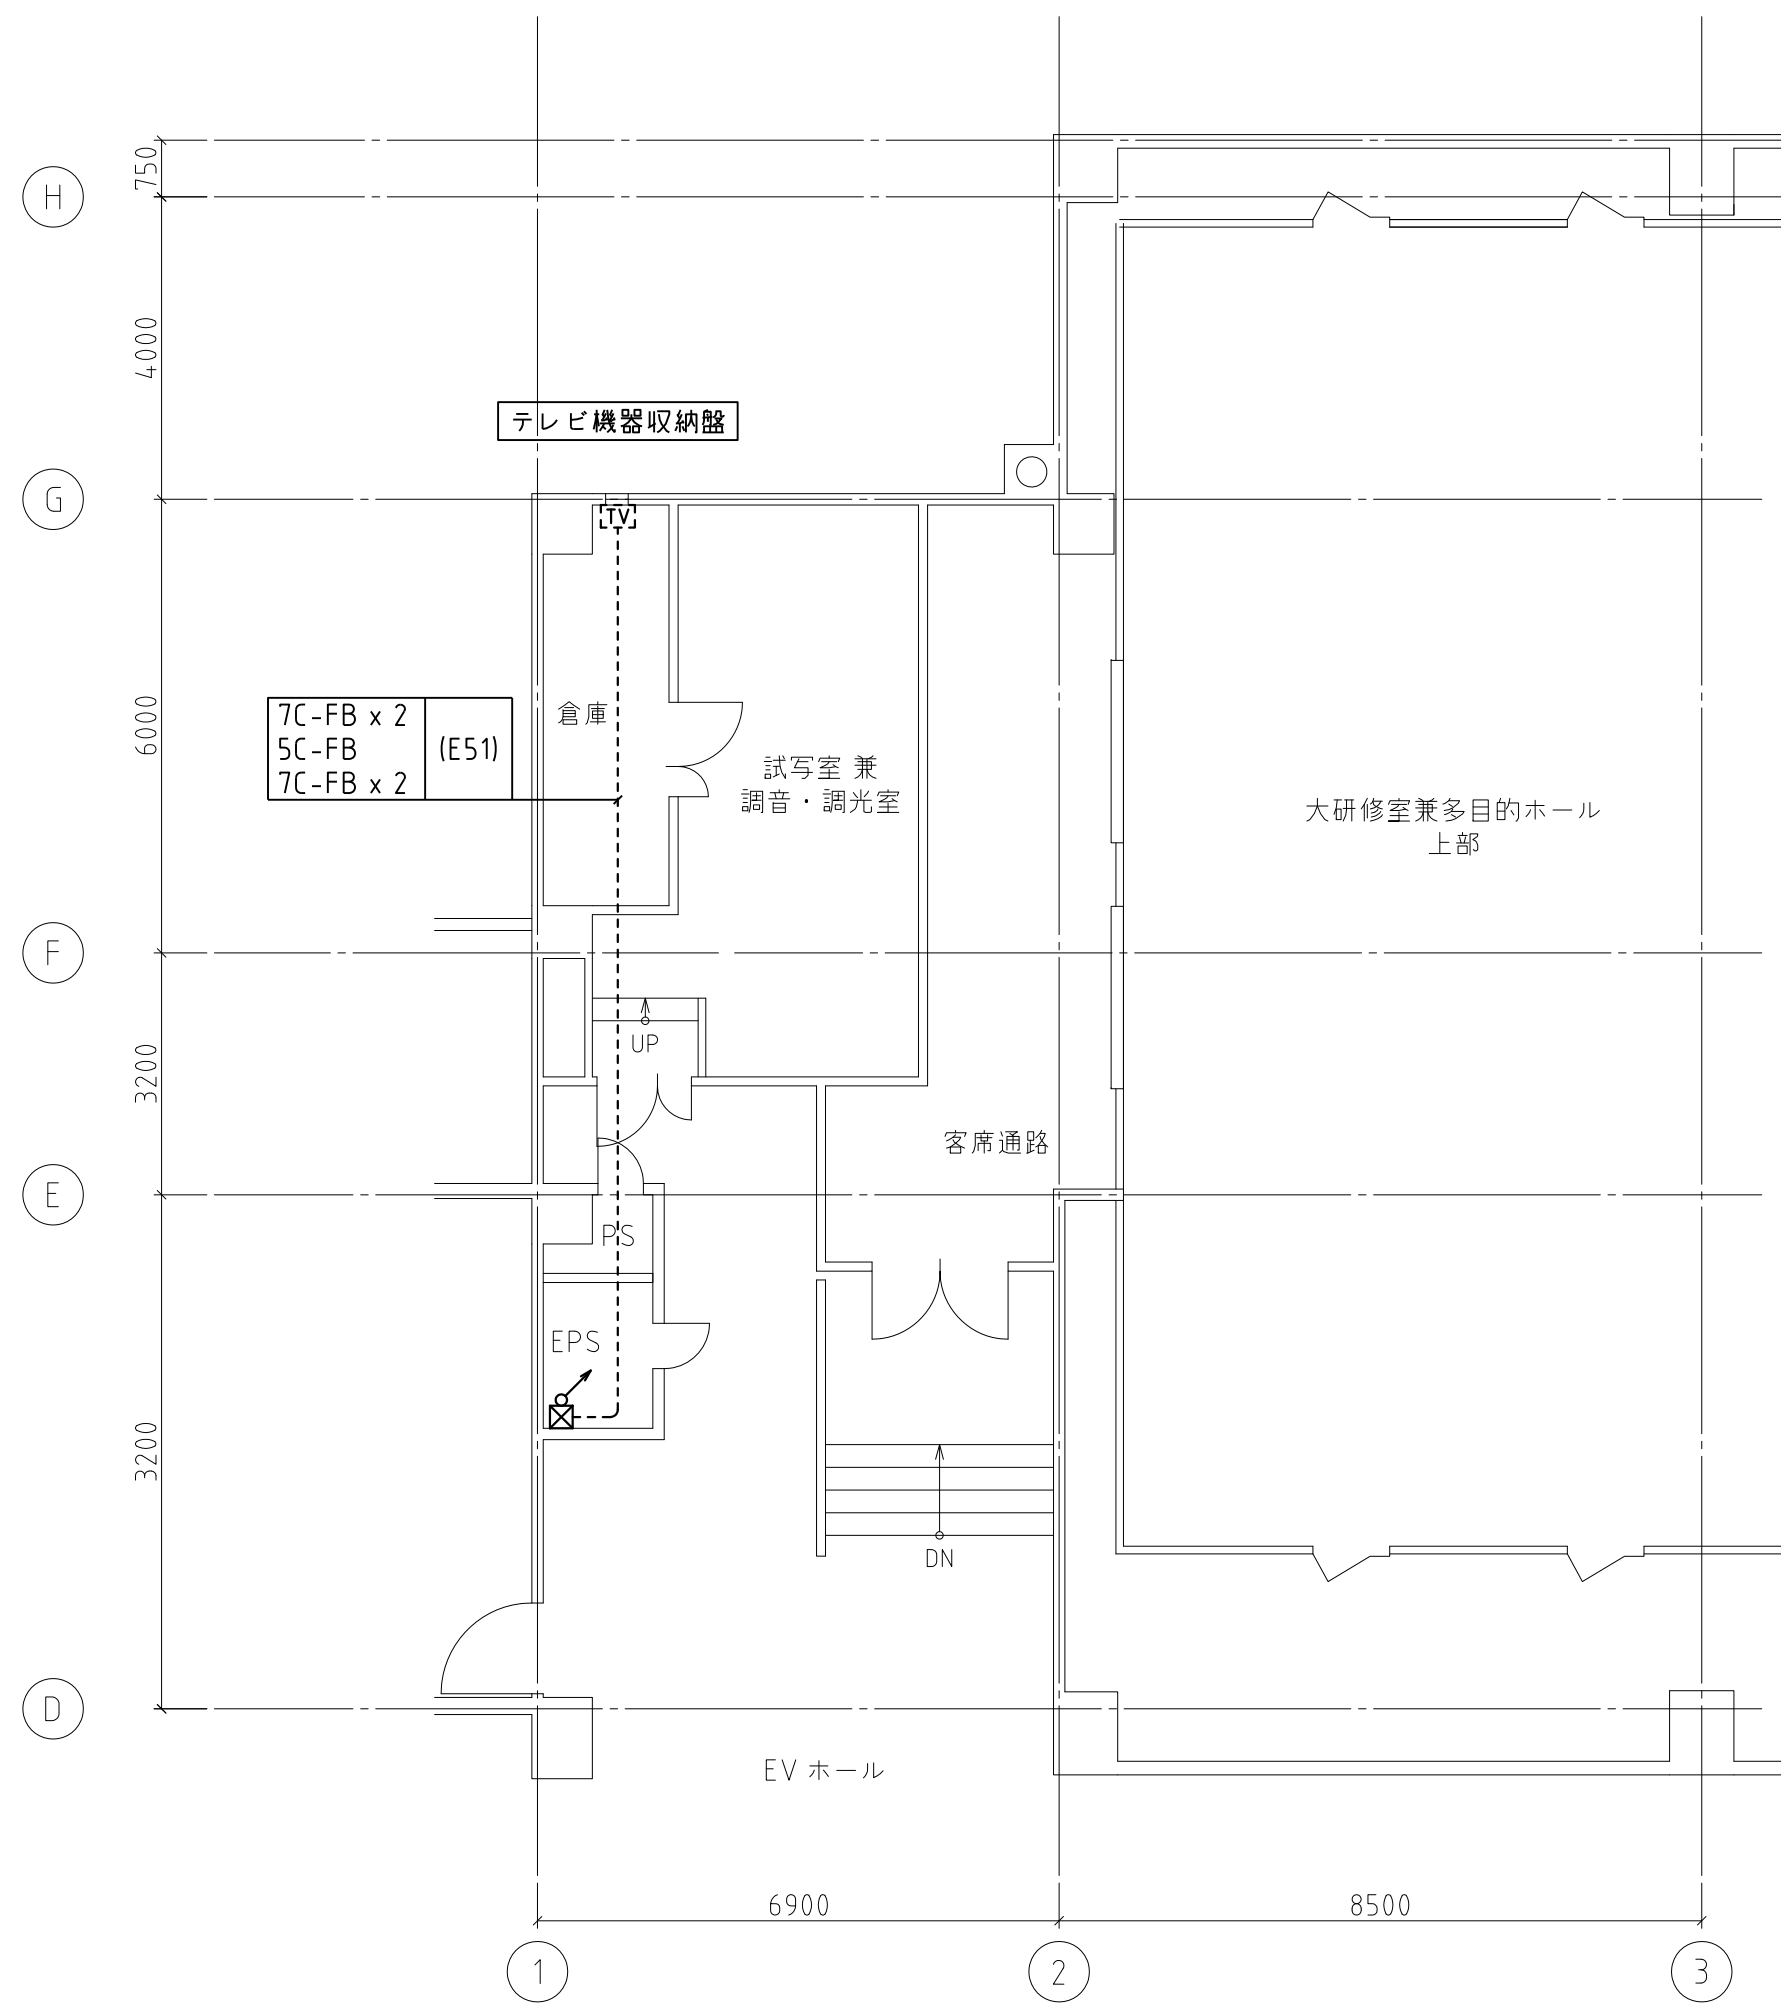 750
H
4000
テレビ機器収納盤
G
TV
6000
倉庫
7C-FB x 2
5C-FB
7C-FB x 2
(E51)
試写室 兼
調音・調光室
大研修室兼多目的ホール
上部
F
UP
3200
客席通路
E
PS
EPS
3200
DN
D
EV ホール
6900
8500
1
2
3